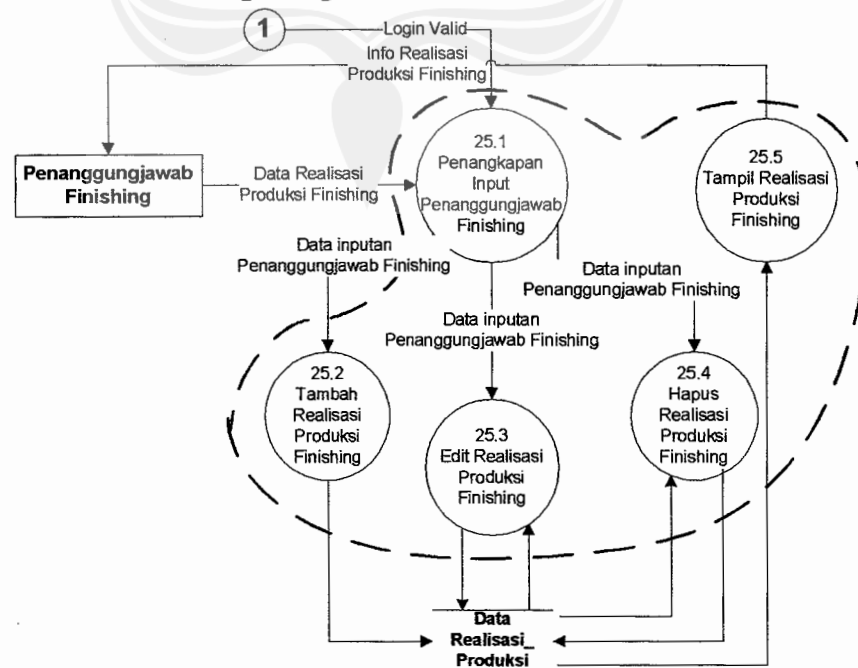 1
Login Valid
Info Realisasi
Produksi Finishing
Penanggungjawab
Finishing
Data Realisasi
Produksi Finishing
25.1
Penangkapan
Input
Penanggungjawab
Finishing
25.5
Tampil Realisasi
Produksi
Finishing
Data inputan
Penanggungjawab Finishing
Data inputan
Penanggungjawab Finishing
Data inputan
Penanggungjawab Finishing
25.2
Tambah
Realisasi
Produksi
Finishing
25.3
Edit Realisasi
Produksi
Finishing
25.4
Hapus
Realisasi
Produksi
Finishing
Data
Realisasi_
Produksi